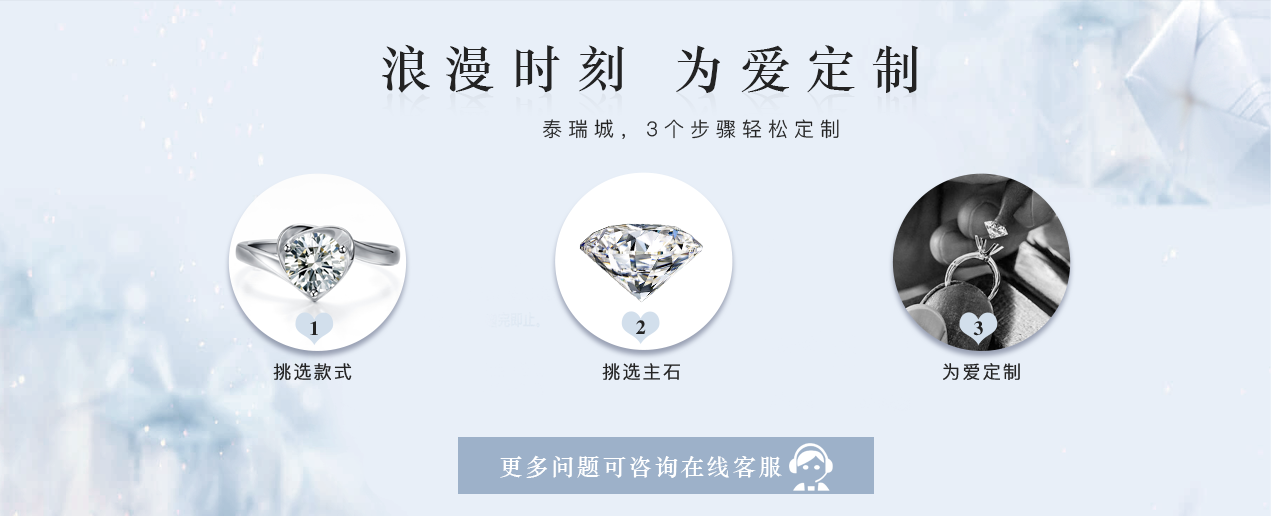 浪漫时刻 为爱定制
泰瑞城，3个步骤轻松定制
1
2
3
挑选款式
挑选主石
为爱定制
更多问题可咨询在线客服